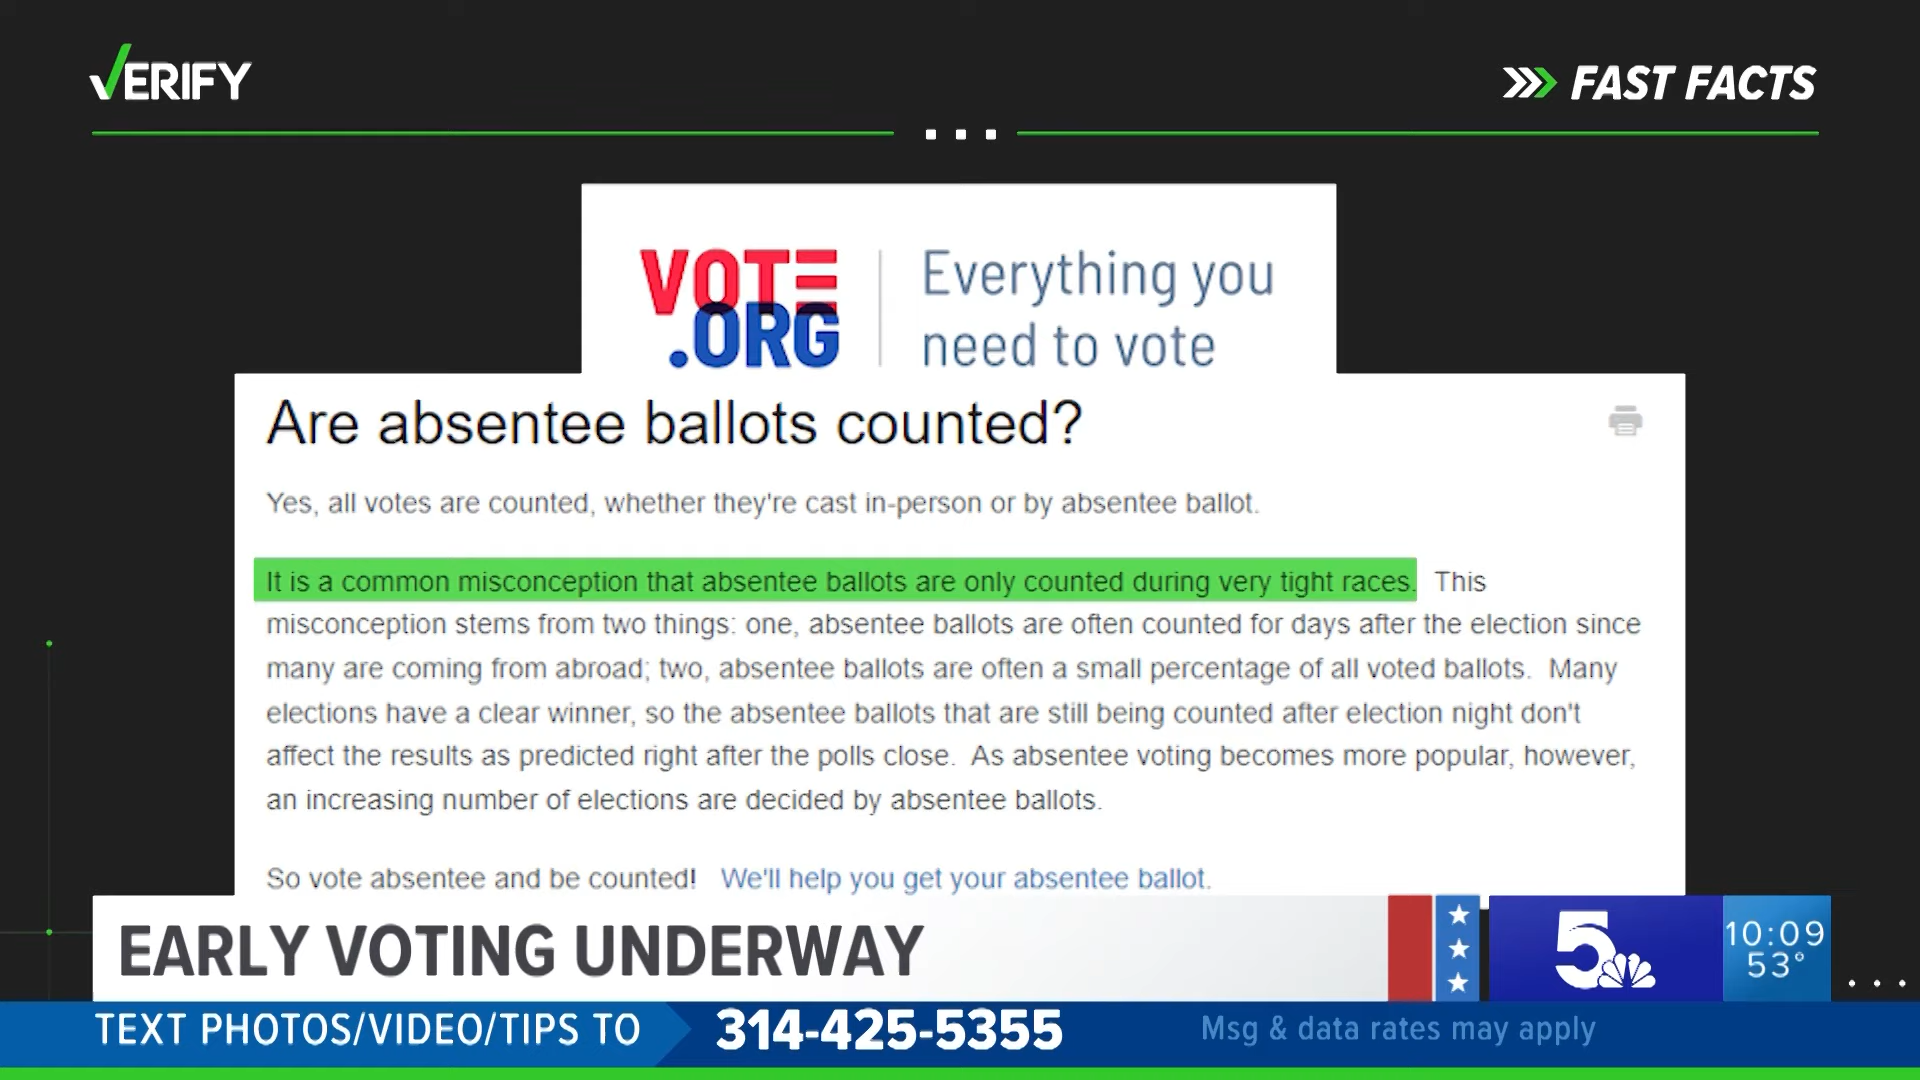 VERIFY
FAST FACTS
VOTE
.ORG
Everything you
need to vote
Are absentee ballots counted?
Yes, all votes are counted, whether they're cast in-person or by absentee ballot.
It is a common misconception that absentee ballots are only counted during very tight races. This
misconception stems from two things: one, absentee ballots are often counted for days after the election since
many are coming from abroad; two, absentee ballots are often a small percentage of all voted ballots. Many
elections have a clear winner, so the absentee ballots that are still being counted after election night don't
affect the results as predicted right after the polls close. As absentee voting becomes more popular, however,
an increasing number of elections are decided by absentee ballots.
So vote absentee and be counted! We'll help you get your absentee ballot.
EARLY VOTING UNDERWAY
5
10:09
53°
TEXT PHOTOS/VIDEO/TIPS TO 314-425-5355 Msg & data rates may apply